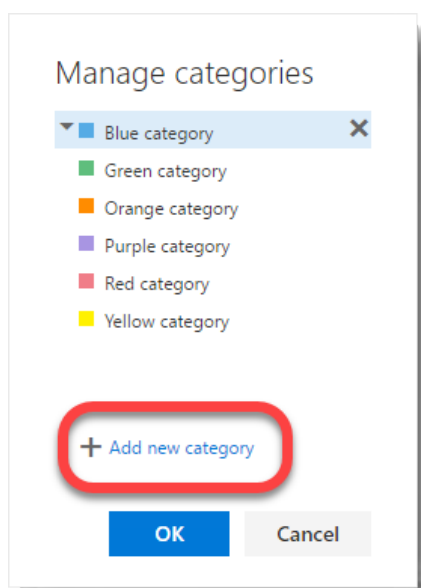 Manage categories
Blue category
Green category
Orange category
Purple category
Red category
Yellow category
Add new category
OK Cancel